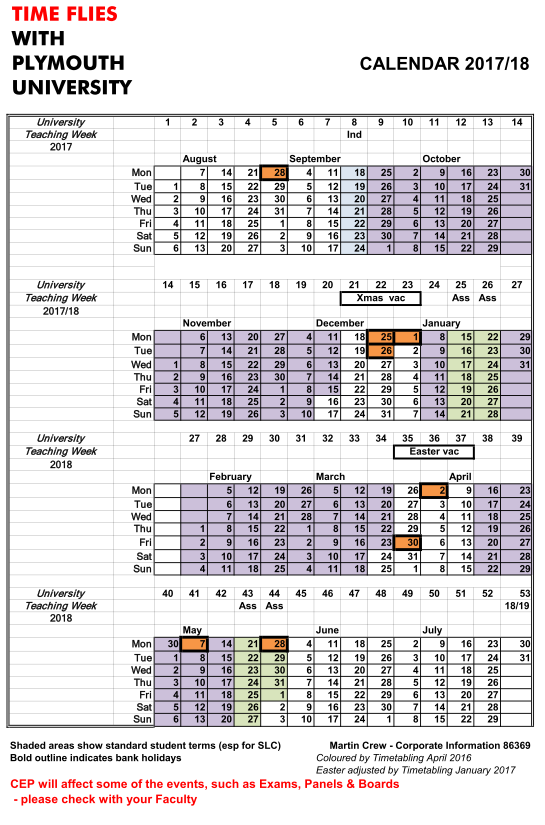 TIME FLIES
WITH
PLYMOUTH
UNIVERSITY
CALENDAR 2017/18
University 1 2 3 4 5 6 7 8 9 10 11 12 13 14
Teaching Week Ind
2017
August September October
Mon 7 14 21 28 4 11 18 25 2 9 16 23 30
Tue 1 8 15 22 29 5 12 19 26 3 10 17 24 31
Wed 2 9 16 23 30 6 13 20 27 4 11 18 25
Thu 3 10 17 24 31 7 14 21 28 5 12 19 26
Fri 4 11 18 25 1 8 15 22 29 6 13 20 27
Sat 5 12 19 26 2 9 16 23 30 7 14 21 28
Sun 6 13 20 27 3 10 17 24 1 8 15 22 29
University 14 15 16 17 18 19 20 21 22 23 24 25 26 27
Teaching Week Xmas vac Ass Ass
2017/18
November December January
Mon 6 13 20 27 4 11 18 25 1 8 15 22 29
Tue 7 14 21 28 5 12 19 26 2 9 16 23 30
Wed 1 8 15 22 29 6 13 20 27 3 10 17 24 31
Thu 2 9 16 23 30 7 14 21 28 4 11 18 25
Fri 3 10 17 24 1 8 15 22 29 5 12 19 26
Sat 4 11 18 25 2 9 16 23 30 6 13 20 27
Sun 5 12 19 26 3 10 17 24 31 7 14 21 28
University 27 28 29 30 31 32 33 34 35 36 37 38 39
Teaching Week Easter vac
2018
February March April
Mon 5 12 19 26 5 12 19 26 2 9 16 23
Tue 6 13 20 27 6 13 20 27 3 10 17 24
Wed 7 14 21 28 7 14 21 28 4 11 18 25
Thu 1 8 15 22 1 8 15 22 29 5 12 19 26
Fri 2 9 16 23 2 9 16 23 30 6 13 20 27
Sat 3 10 17 24 3 10 17 24 31 7 14 21 28
Sun 4 11 18 25 4 11 18 25 1 8 15 22 29
University 40 41 42 43 44 45 46 47 48 49 50 51 52 53
Teaching Week Ass Ass 18/19
2018
May June July
Mon 30 7 14 21 28 4 11 18 25 2 9 16 23 30
Tue 1 8 15 22 29 5 12 19 26 3 10 17 24 31
Wed 2 9 16 23 30 6 13 20 27 4 11 18 25
Thu 3 10 17 24 31 7 14 21 28 5 12 19 26
Fri 4 11 18 25 1 8 15 22 29 6 13 20 27
Sat 5 12 19 26 2 9 16 23 30 7 14 21 28
Sun 6 13 20 27 3 10 17 24 1 8 15 22 29
Shaded areas show standard student terms (esp for SLC) Martin Crew - Corporate Information 86369
Bold outline indicates bank holidays Coloured by Timetabling April 2016
Easter adjusted by Timetabling January 2017
CEP will affect some of the events, such as Exams, Panels & Boards
- please check with your Faculty